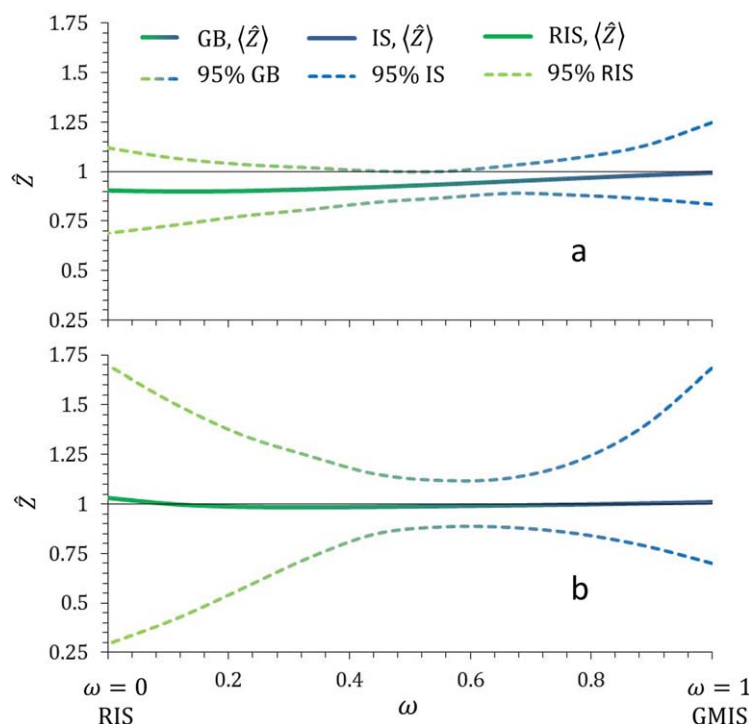 1.75
GB, ⟨Ẑ⟩ IS, ⟨Ẑ⟩ RIS, ⟨Ẑ⟩
1.5
95% GB 95% IS 95% RIS
1.25
Ẑ 1
0.75
a
0.5
0.25
1.75
1.5
1.25
Ẑ 1
0.75
b
0.5
0.25
ω = 0 0.2 0.4 0.6 0.8 ω = 1
RIS ω GMIS